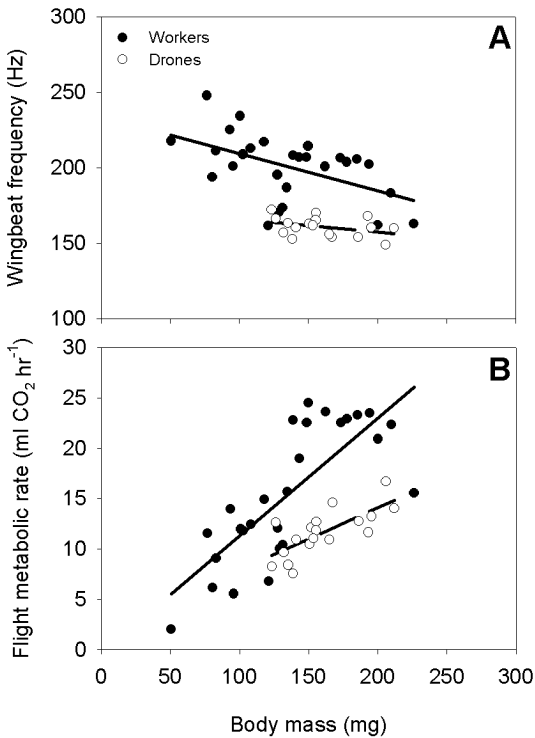 300
A
Workers
Drones
250
200
150
100
Wingbeat frequency (Hz)
30
B
25
20
15
10
5
0
Flight metabolic rate (ml CO₂ hr⁻¹)
0 50 100 150 200 250 300
Body mass (mg)